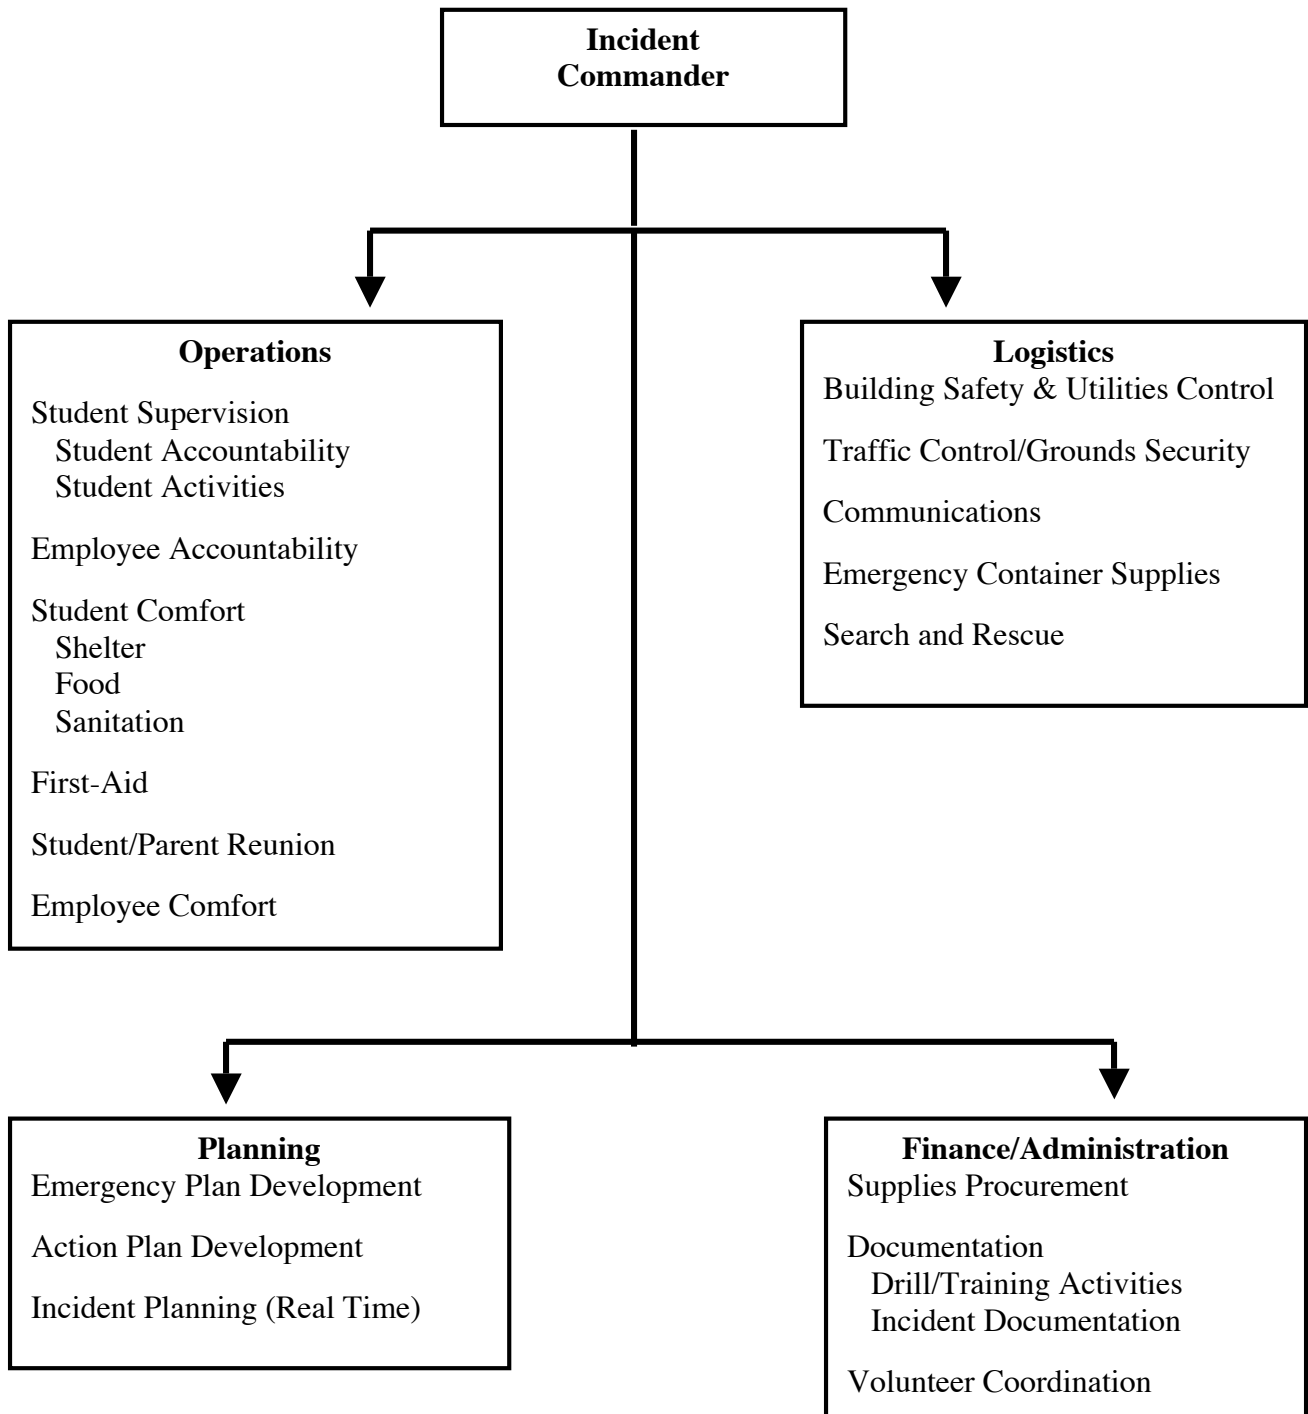 Incident
Commander
Operations
Student Supervision
Student Accountability
Student Activities
Employee Accountability
Student Comfort
Shelter
Food
Sanitation
First-Aid
Student/Parent Reunion
Employee Comfort
Logistics
Building Safety & Utilities Control
Traffic Control/Grounds Security
Communications
Emergency Container Supplies
Search and Rescue
Planning
Emergency Plan Development
Action Plan Development
Incident Planning (Real Time)
Finance/Administration
Supplies Procurement
Documentation
Drill/Training Activities
Incident Documentation
Volunteer Coordination